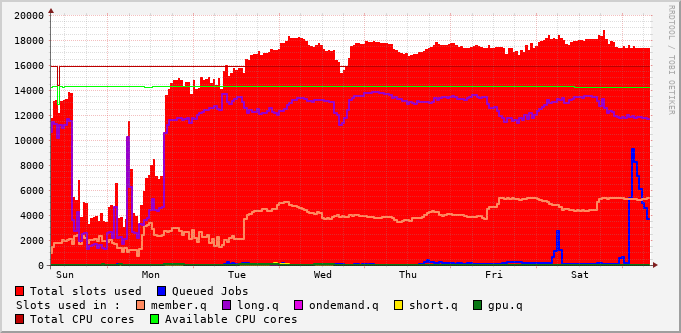 20000
18000
16000
14000
12000
10000
8000
6000
4000
2000
0
Sun Mon Tue Wed Thu Fri Sat
RRDTOOL / TOBI OETIKER
Total slots used Queued Jobs
Slots used in : member.q long.q ondemand.q short.q gpu.q
Total CPU cores Available CPU cores